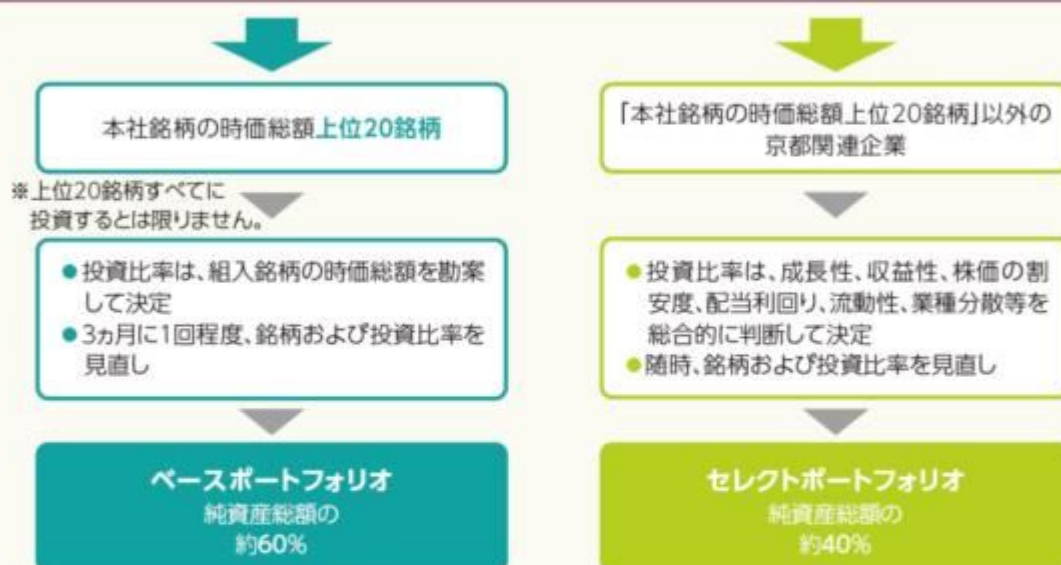 本社銘柄の時価総額上位20銘柄
※上位20銘柄すべてに
投資するとは限りません。
●投資比率は、組入銘柄の時価総額を勘案
して決定
●3ヵ月に1回程度、銘柄および投資比率を
見直し
ベースポートフォリオ
純資産総額の
約60%
「本社銘柄の時価総額上位20銘柄」以外の
京都関連企業
●投資比率は、成長性、収益性、株価の割
安度、配当利回り、流動性、業種分散等を
総合的に判断して決定
●随時、銘柄および投資比率を見直し
セレクトポートフォリオ
純資産総額の
約40%